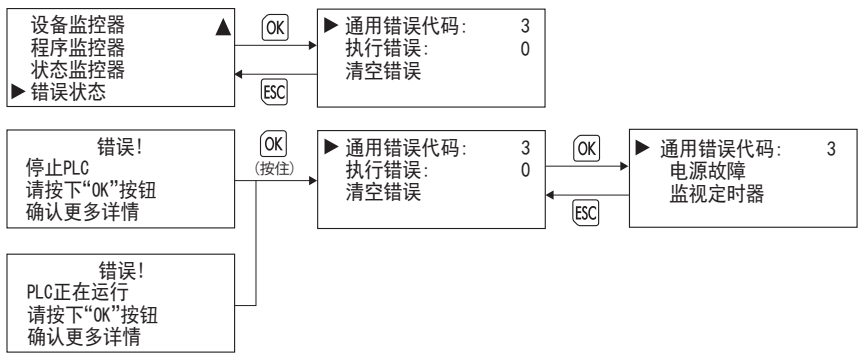 设备监控器
程序监控器
状态监控器
错误状态
OK
ESC
通用错误代码: 3
执行错误: 0
清空错误
错误!
停止PLC
请按下“OK”按钮
确认更多详情
OK
(按住)
通用错误代码: 3
执行错误: 0
清空错误
OK
ESC
通用错误代码: 3
电源故障
监视定时器
错误!
PLC正在运行
请按下“OK”按钮
确认更多详情